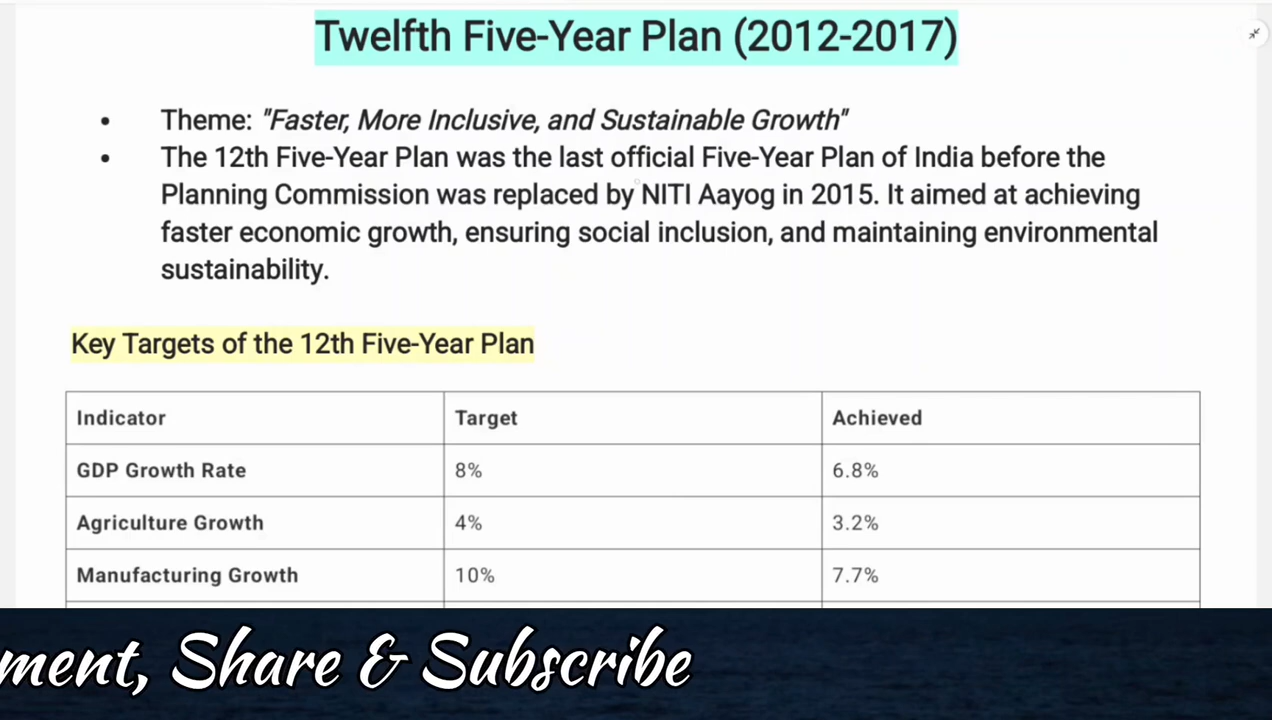 Twelfth Five-Year Plan (2012-2017)
• Theme: "Faster, More Inclusive, and Sustainable Growth"
• The 12th Five-Year Plan was the last official Five-Year Plan of India before the
Planning Commission was replaced by NITI Aayog in 2015. It aimed at achieving
faster economic growth, ensuring social inclusion, and maintaining environmental
sustainability.
Key Targets of the 12th Five-Year Plan
Indicator Target Achieved
GDP Growth Rate 8% 6.8%
Agriculture Growth 4% 3.2%
Manufacturing Growth 10% 7.7%
ment, Share & Subscribe